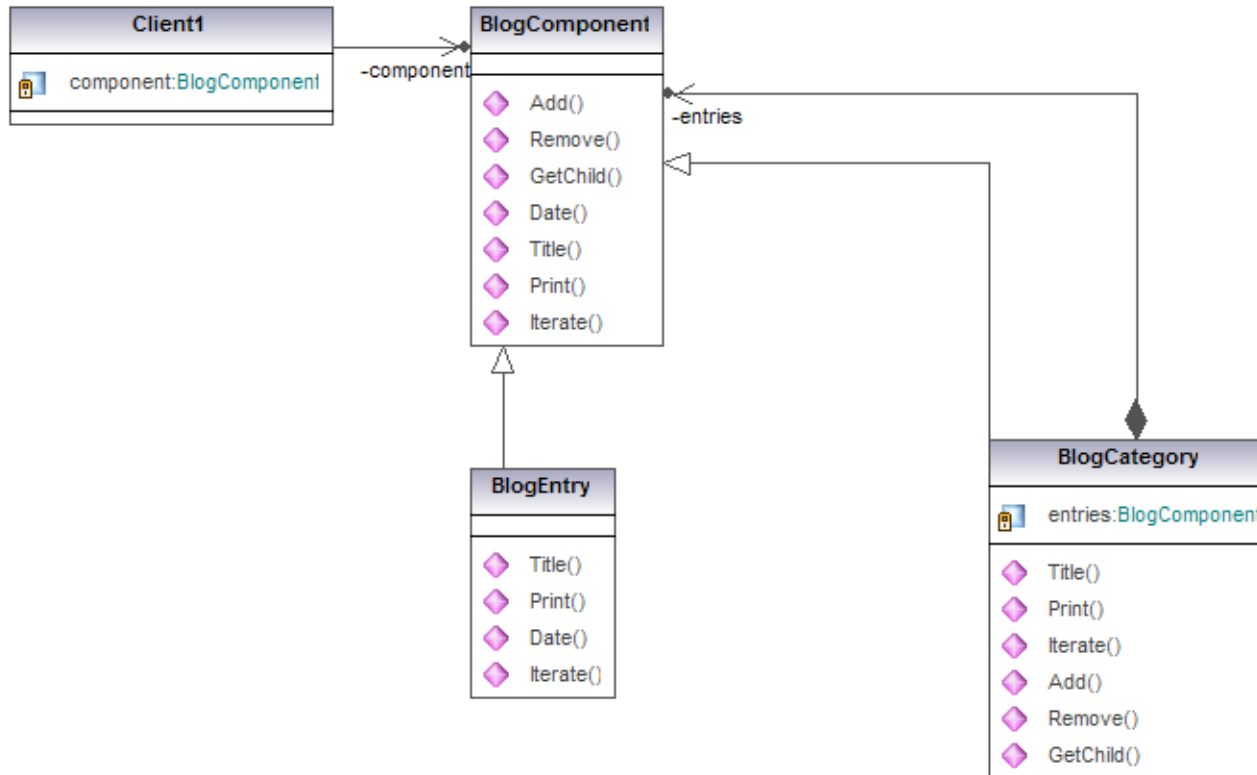 Client1
component:BlogComponent
-component
BlogComponent
Add()
Remove()
GetChild()
Date()
Title()
Print()
Iterate()
-entries
BlogEntry
Title()
Print()
Date()
Iterate()
BlogCategory
entries:BlogComponent
Title()
Print()
Iterate()
Add()
Remove()
GetChild()